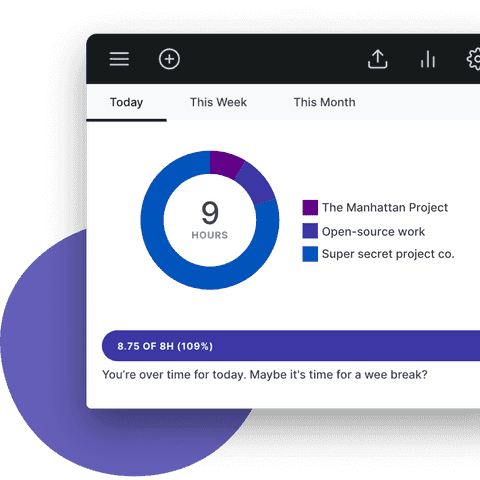 Today This Week This Month
9
HOURS
The Manhattan Project
Open-source work
Super secret project co.
8.75 OF 8H (109%)
You're over time for today. Maybe it's time for a wee break?